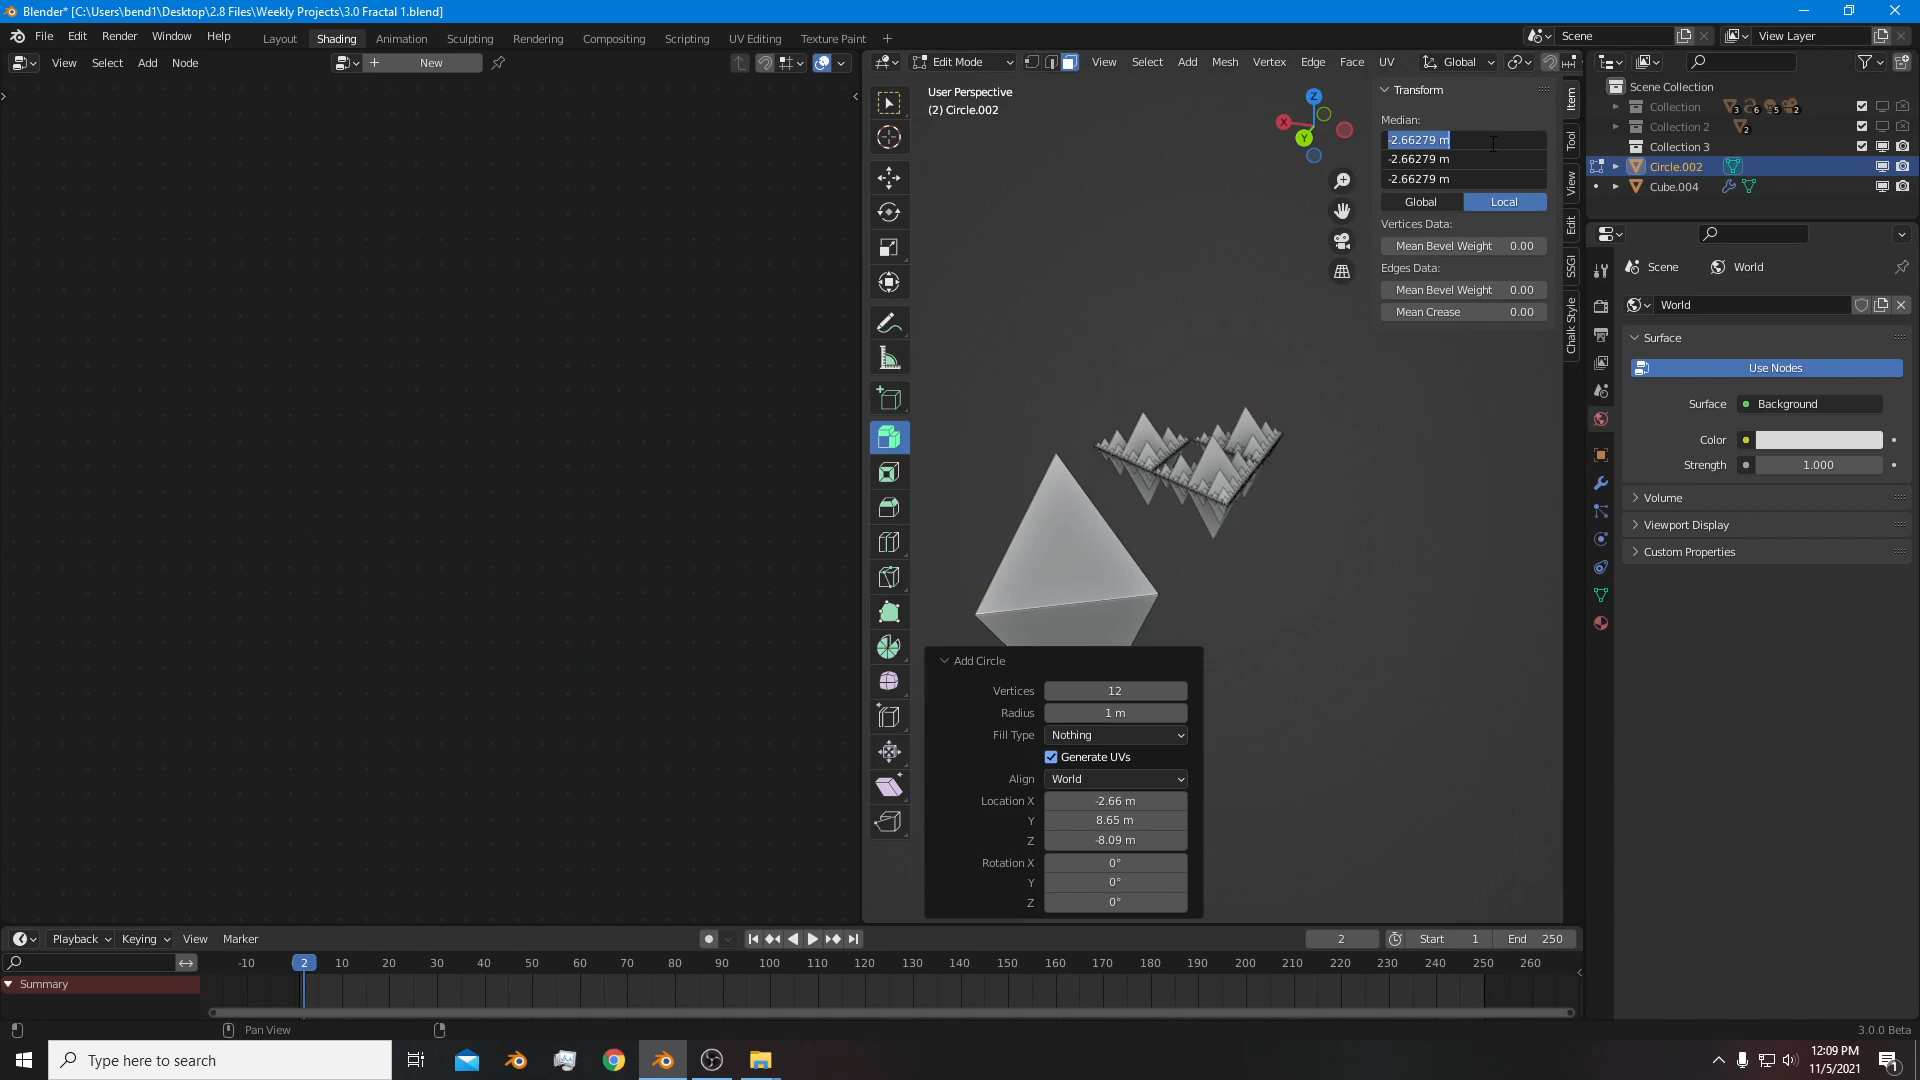 Blender* [C:\Users\bend1\Desktop\2.8 Files\Weekly Projects\3.0 Fractal 1.blend]
File Edit Render Window Help Layout Shading Animation Sculpting Rendering Compositing Scripting UV Editing Texture Paint + Scene View Layer
View Select Add Node + New
Edit Mode View Select Add Mesh Vertex Edge Face UV Global
User Perspective
(2) Circle.002
X
Y
Z
Transform
Median:
-2.66279 m
-2.66279 m
-2.66279 m
Global Local
Vertices Data:
Mean Bevel Weight 0.00
Edges Data:
Mean Bevel Weight 0.00
Mean Crease 0.00
Item
Tool
View
Edit
SSGI
Chalk Style
Scene Collection
Collection 3 6 5 2
Collection 2 2
Collection 3
Circle.002
Cube.004
Scene World
World
Surface
Use Nodes
Surface Background
Color
Strength 1.000
Volume
Viewport Display
Custom Properties
Add Circle
Vertices 12
Radius 1 m
Fill Type Nothing
Generate UVs
Align World
Location X -2.66 m
Y 8.65 m
Z -8.09 m
Rotation X 0°
Y 0°
Z 0°
Playback Keying View Marker 2 Start 1 End 250
-10 2 10 20 30 40 50 60 70 80 90 100 110 120 130 140 150 160 170 180 190 200 210 220 230 240 250 260
Summary
Pan View 3.0.0 Beta
Type here to search
12:09 PM
11/5/2021
1